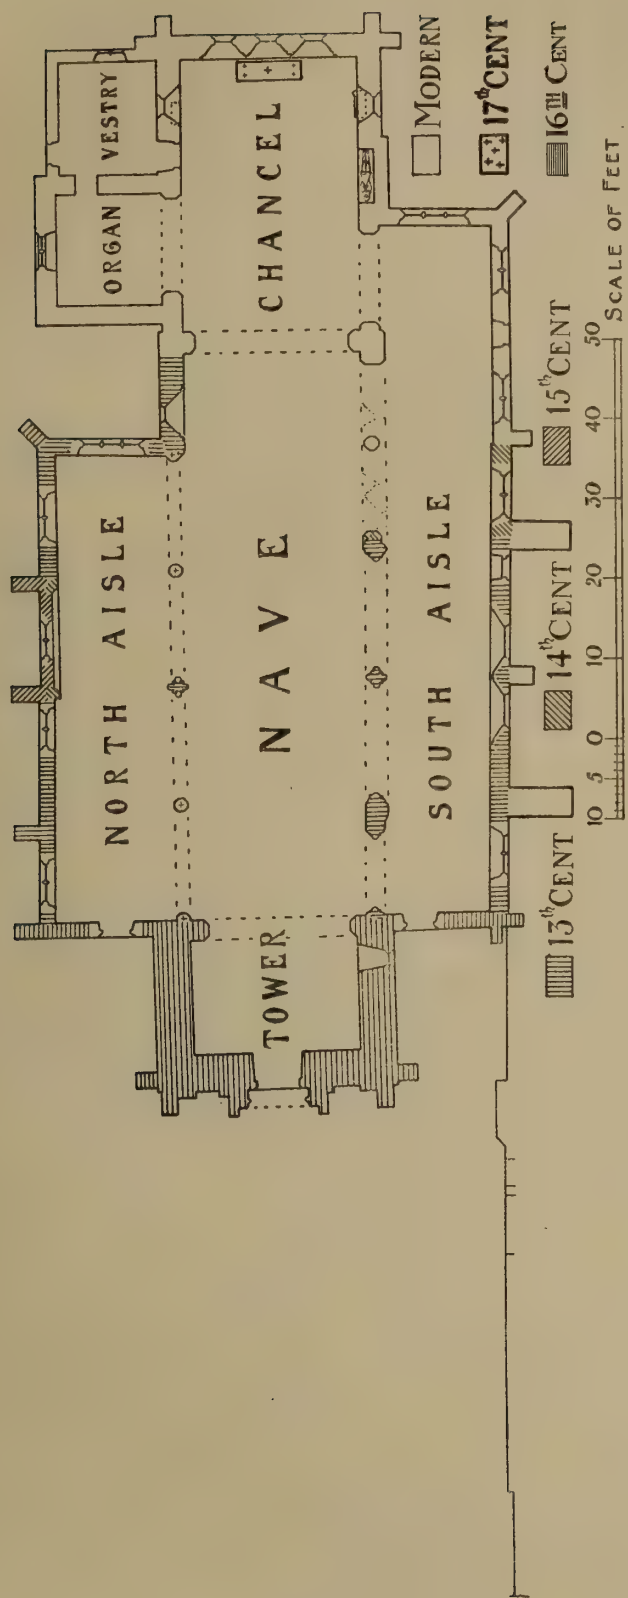 VESTRY
ORGAN
CHANCEL
NORTH AISLE
NAVE
SOUTH AISLE
TOWER
MODERN
17th CENT
16TH CENT
13th CENT
14th CENT
15th CENT
10 5 0 10 20 30 40 50 SCALE OF FEET